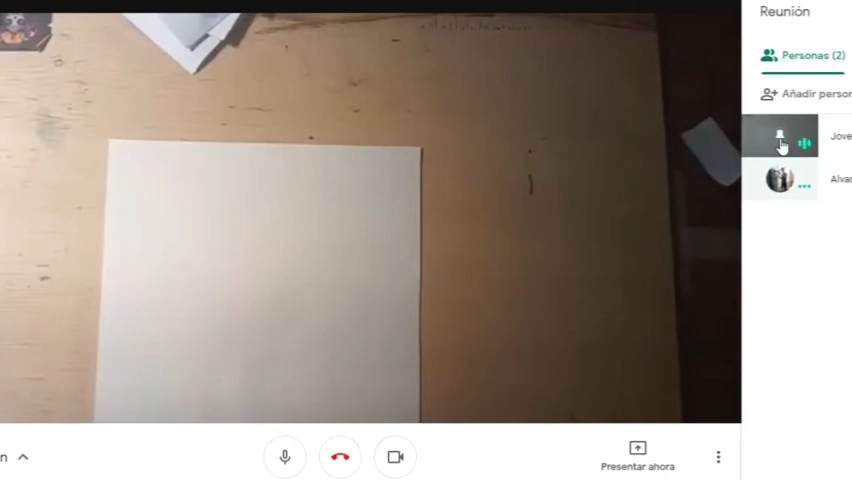 Reunión
Personas (2)
Añadir person
Jove
Alvar
n
Presentar ahora